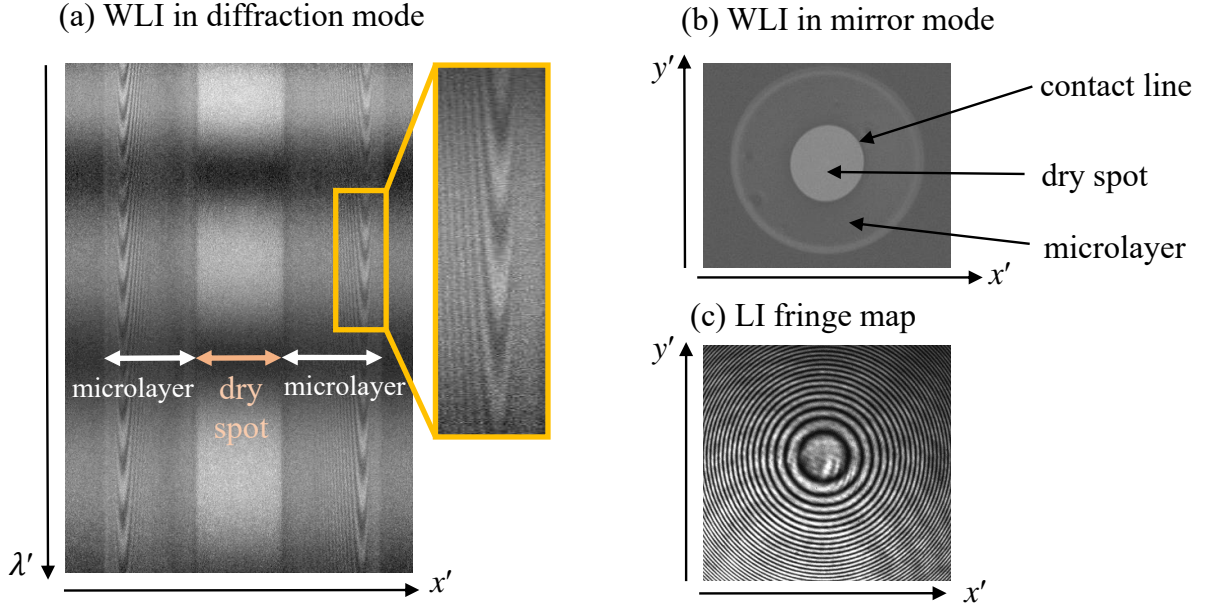 (a) WLI in diffraction mode
λ′
x′
microlayer
dry
spot
microlayer
(b) WLI in mirror mode
y′
x′
contact line
dry spot
microlayer
(c) LI fringe map
y′
x′